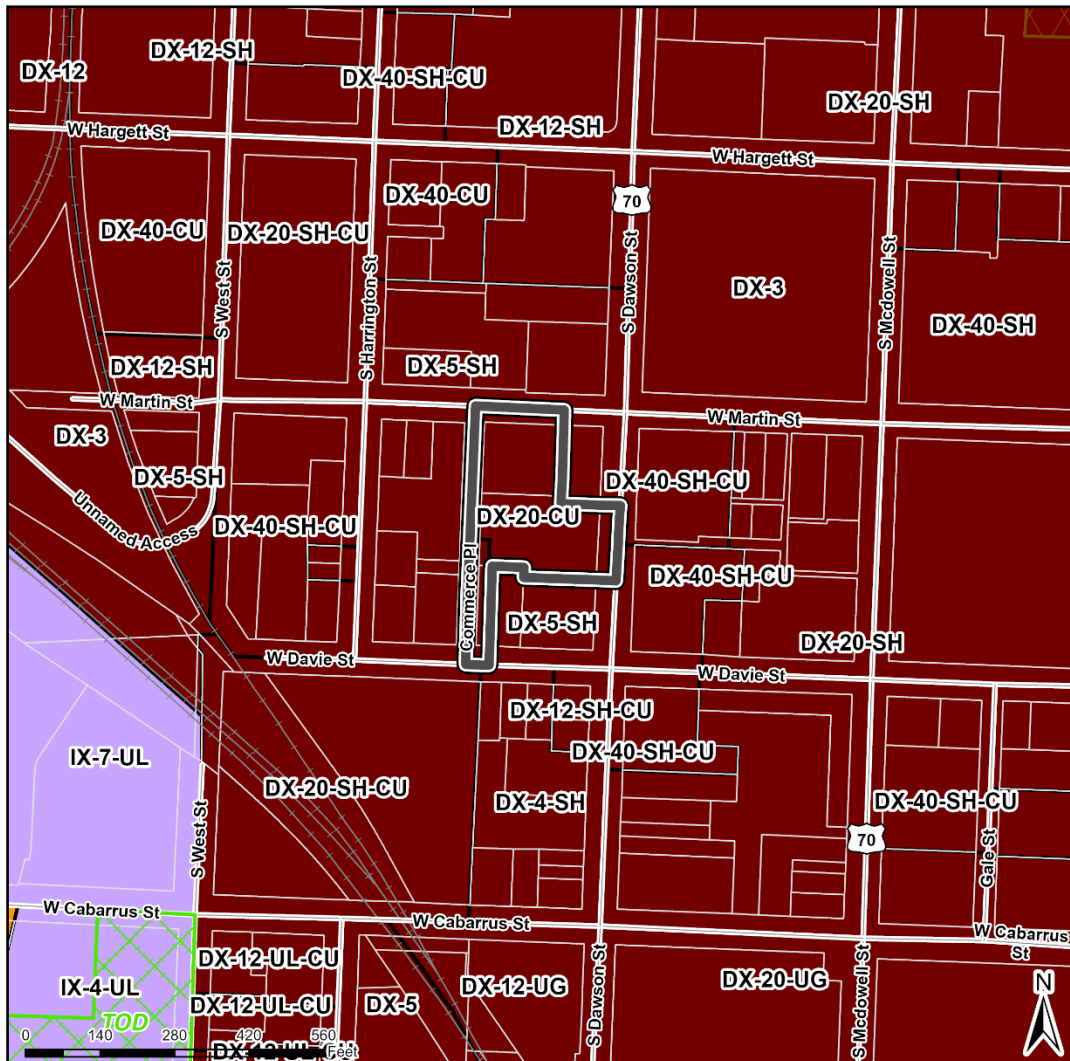 DX-12-SH
DX-12
DX-40-SH-CU
DX-20-SH
DX-12-SH
W Hargett St
W Hargett St
DX-40-CU
70
DX-40-CU
DX-20-SH-CU
S West St
S Harrington St
S Dawson St
S Mcdowell St
DX-3
DX-40-SH
DX-12-SH
DX-5-SH
W Martin St
W Martin St
DX-3
DX-5-SH
DX-40-SH-CU
Unnamed Access
DX-40-SH-CU
DX-20-CU
Commerce Pl
DX-40-SH-CU
DX-5-SH
DX-20-SH
W Davie St
W Davie St
DX-12-SH-CU
IX-7-UL
DX-40-SH-CU
DX-20-SH-CU
DX-4-SH
DX-40-SH-CU
S West St
70
Gale St
W Cabarrus St
W Cabarrus St
W Cabarrus
St
DX-12-UL-CU
DX-12-UG
DX-20-UG
S Dawson St
S Mcdowell St
N
IX-4-UL
DX-12-UL-CU
DX-5
TOD
0 140 280 420 560
Feet